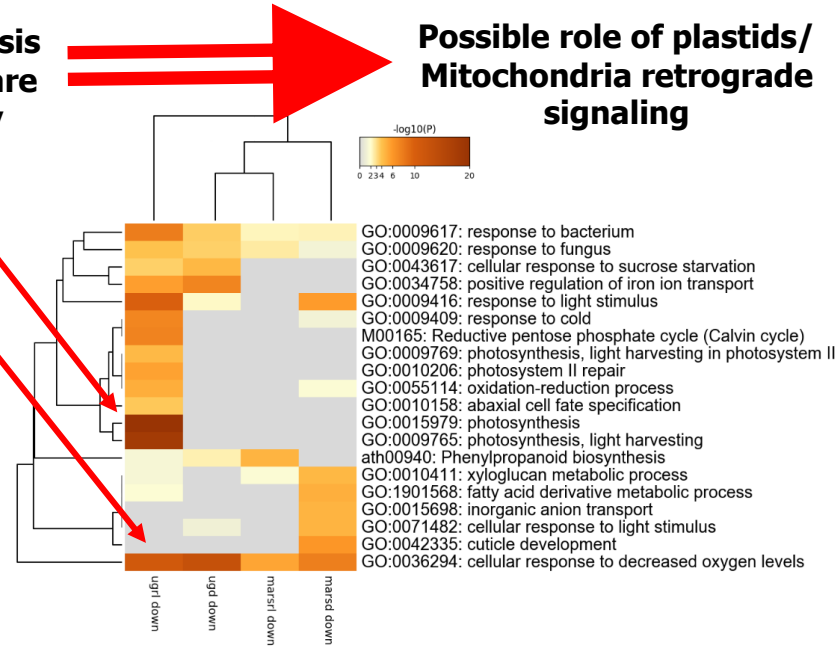 sis
are
Possible role of plastids/
Mitochondria retrograde
signaling
-log10(P)
0 2 3 4 6 10 20
GO:0009617: response to bacterium
GO:0009620: response to fungus
GO:0043617: cellular response to sucrose starvation
GO:0034758: positive regulation of iron ion transport
GO:0009416: response to light stimulus
GO:0009409: response to cold
M00165: Reductive pentose phosphate cycle (Calvin cycle)
GO:0009769: photosynthesis, light harvesting in photosystem II
GO:0010206: photosystem II repair
GO:0055114: oxidation-reduction process
GO:0010158: abaxial cell fate specification
GO:0015979: photosynthesis
GO:0009765: photosynthesis, light harvesting
ath00940: Phenylpropanoid biosynthesis
GO:0010411: xyloglucan metabolic process
GO:1901568: fatty acid derivative metabolic process
GO:0015698: inorganic anion transport
GO:0071482: cellular response to light stimulus
GO:0042335: cuticle development
GO:0036294: cellular response to decreased oxygen levels
ugrl down
ugd down
marsrl down
marsd down